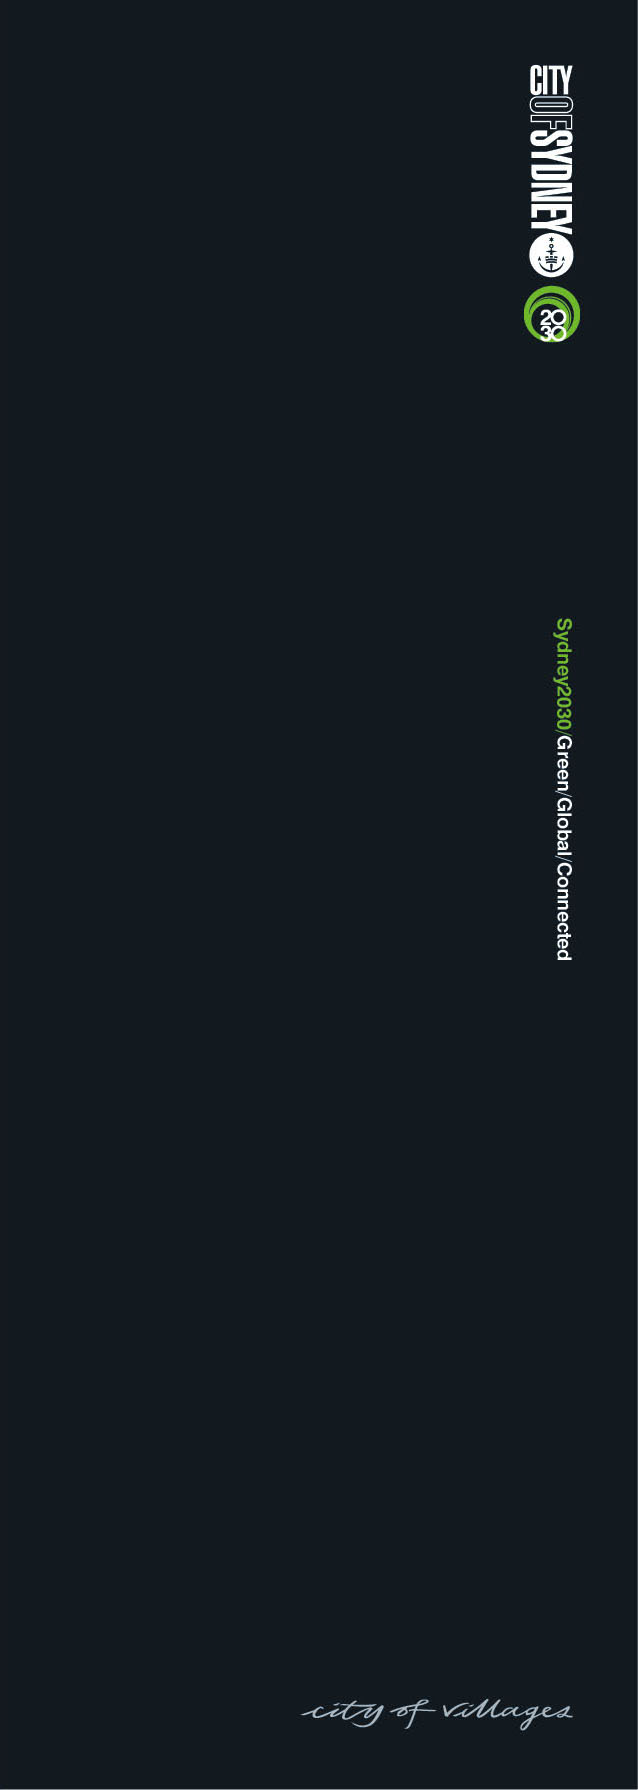 CITY OF SYDNEY
20
30
Sydney2030/Green/Global/Connected
city of villages